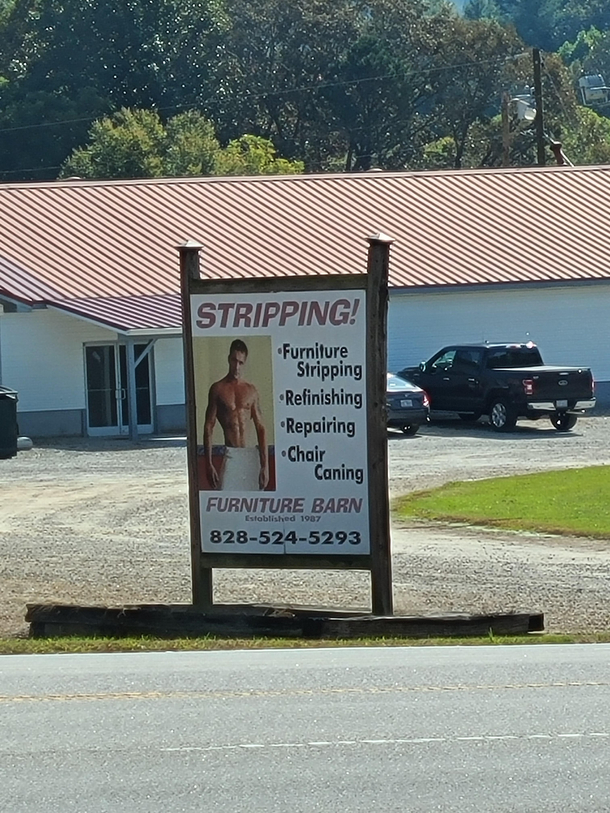 STRIPPING!
•Furniture
Stripping
•Refinishing
•Repairing
•Chair
Caning
FURNITURE BARN
Established 1987
828-524-5293